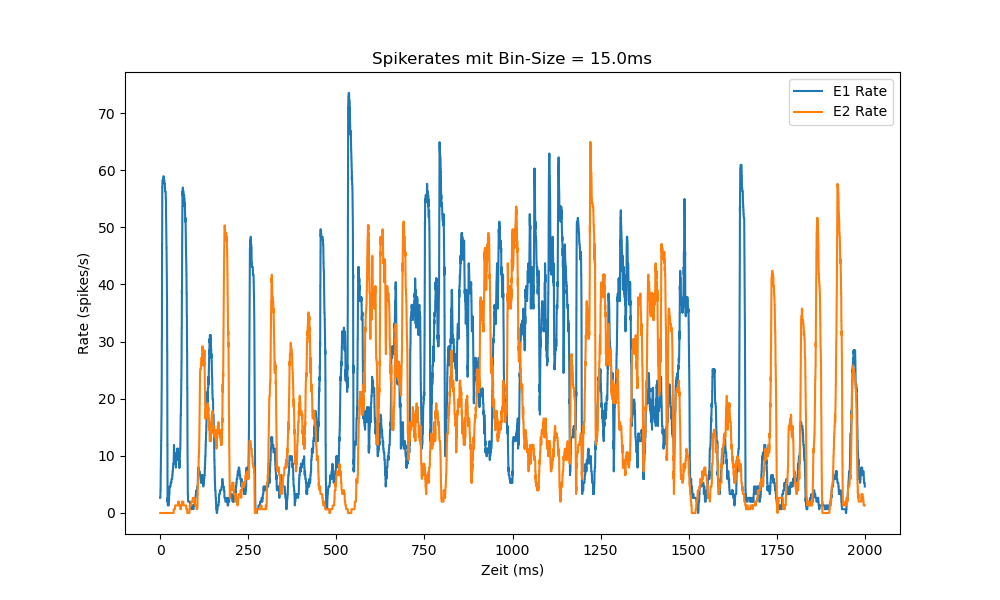 Spikerates mit Bin-Size = 15.0ms
E1 Rate
E2 Rate
Rate (spikes/s)
70
60
50
40
30
20
10
0
0 250 500 750 1000 1250 1500 1750 2000
Zeit (ms)